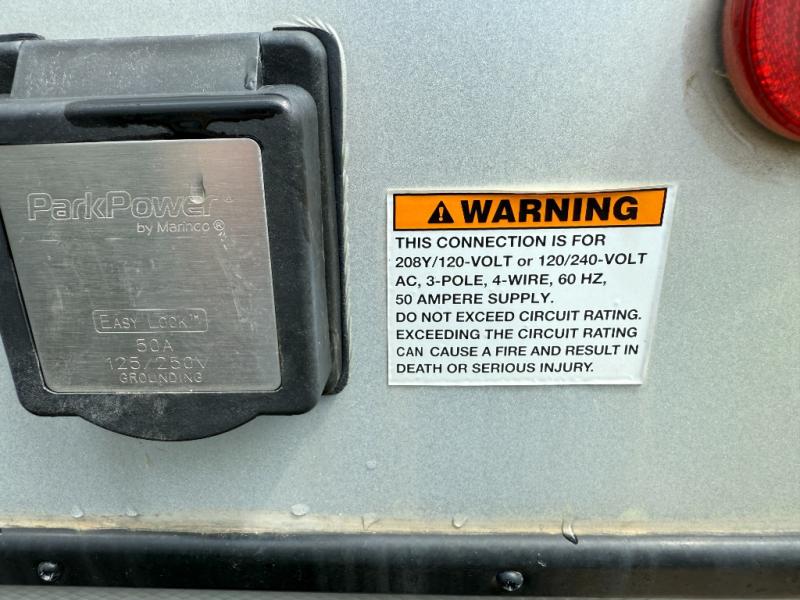 ParkPower
by Marinco®
EASY LOCK™
50A
125/250V
GROUNDING
WARNING
THIS CONNECTION IS FOR
208Y/120-VOLT or 120/240-VOLT
AC, 3-POLE, 4-WIRE, 60 HZ,
50 AMPERE SUPPLY.
DO NOT EXCEED CIRCUIT RATING.
EXCEEDING THE CIRCUIT RATING
CAN CAUSE A FIRE AND RESULT IN
DEATH OR SERIOUS INJURY.